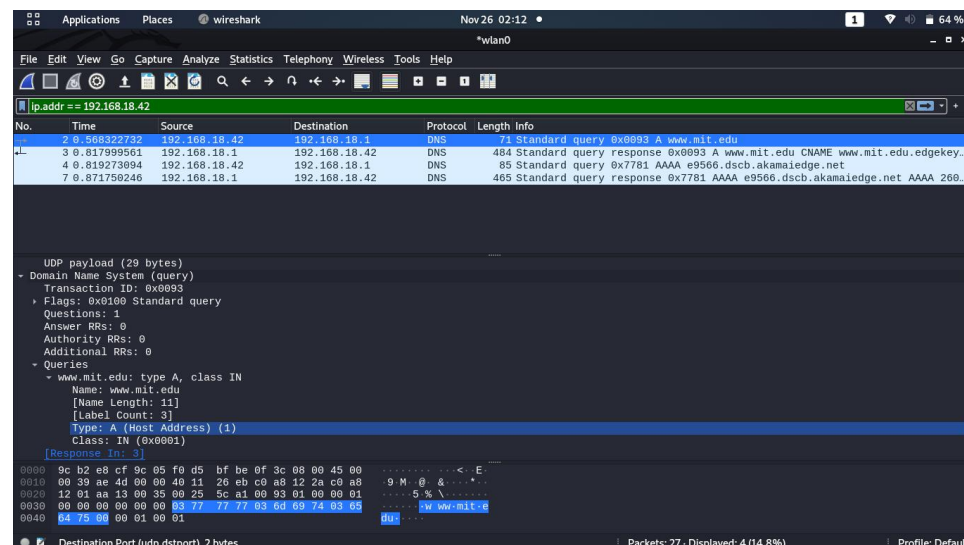 Applications Places wireshark Nov 26 02:12 1 64 %
*wlan0
File Edit View Go Capture Analyze Statistics Telephony Wireless Tools Help
ip.addr == 192.168.18.42
No. Time Source Destination Protocol Length Info
2 0.568322732 192.168.18.42 192.168.18.1 DNS 71 Standard query 0x0093 A www.mit.edu
3 0.817999561 192.168.18.1 192.168.18.42 DNS 484 Standard query response 0x0093 A www.mit.edu CNAME www.mit.edu.edgekey…
4 0.819273094 192.168.18.42 192.168.18.1 DNS 85 Standard query 0x7781 AAAA e9566.dscb.akamaiedge.net
7 0.871750246 192.168.18.1 192.168.18.42 DNS 465 Standard query response 0x7781 AAAA e9566.dscb.akamaiedge.net AAAA 260…
UDP payload (29 bytes)
Domain Name System (query)
Transaction ID: 0x0093
Flags: 0x0100 Standard query
Questions: 1
Answer RRs: 0
Authority RRs: 0
Additional RRs: 0
Queries
www.mit.edu: type A, class IN
Name: www.mit.edu
[Name Length: 11]
[Label Count: 3]
Type: A (Host Address) (1)
Class: IN (0x0001)
[Response In: 3]
0000 9c b2 e8 cf 9c 05 f0 d5 bf be 0f 3c 08 00 45 00 ········ ···<··E·
0010 00 39 ae 4d 00 00 40 11 26 eb c0 a8 12 2a c0 a8 ·9·M··@· &····*··
0020 12 01 aa 13 00 35 00 25 5c a1 00 93 01 00 00 01 ·····5·% \·······
0030 00 00 00 00 00 00 03 77 77 77 03 6d 69 74 03 65 ·······w ww·mit·e
0040 64 75 00 00 01 00 01 du·····
Destination Port (udp.dstport), 2 bytes Packets: 27 · Displayed: 4 (14.8%) Profile: Defaul